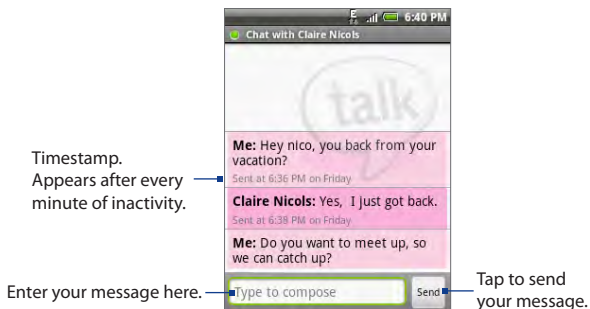 E 6:40 PM
Chat with Claire Nicols
talk
Me: Hey nico, you back from your
vacation?
Sent at 6:36 PM on Friday
Timestamp.
Appears after every
minute of inactivity.
Claire Nicols: Yes, I just got back.
Sent at 6:38 PM on Friday
Me: Do you want to meet up, so
we can catch up?
Enter your message here.
Type to compose
Send
Tap to send
your message.